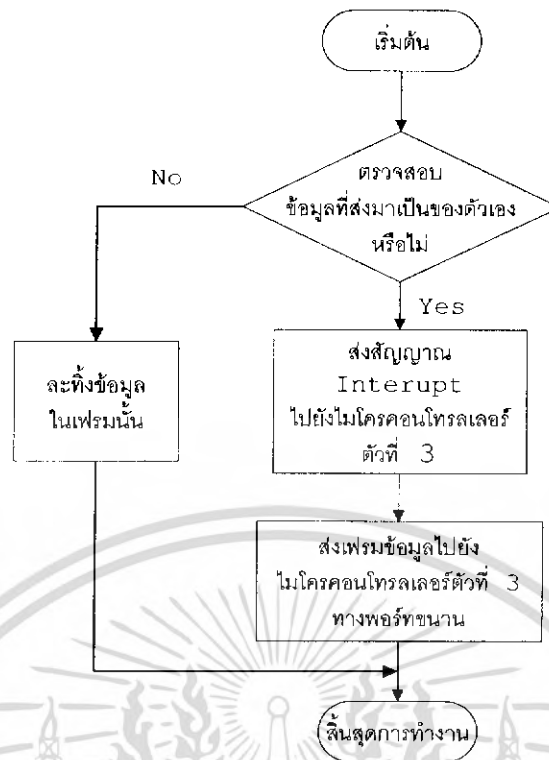 เริ่มต้น
ตรวจสอบ
ข้อมูลที่ส่งมาเป็นของตัวเอง
หรือไม่
No
Yes
ละทิ้งข้อมูล
ในเฟรมนั้น
ส่งสัญญาณ
Interupt
ไปยังไมโครคอนโทรลเลอร์
ตัวที่ 3
ส่งเฟรมข้อมูลไปยัง
ไมโครคอนโทรลเลอร์ตัวที่ 3
ทางพอร์ทขนาน
สิ้นสุดการทำงาน